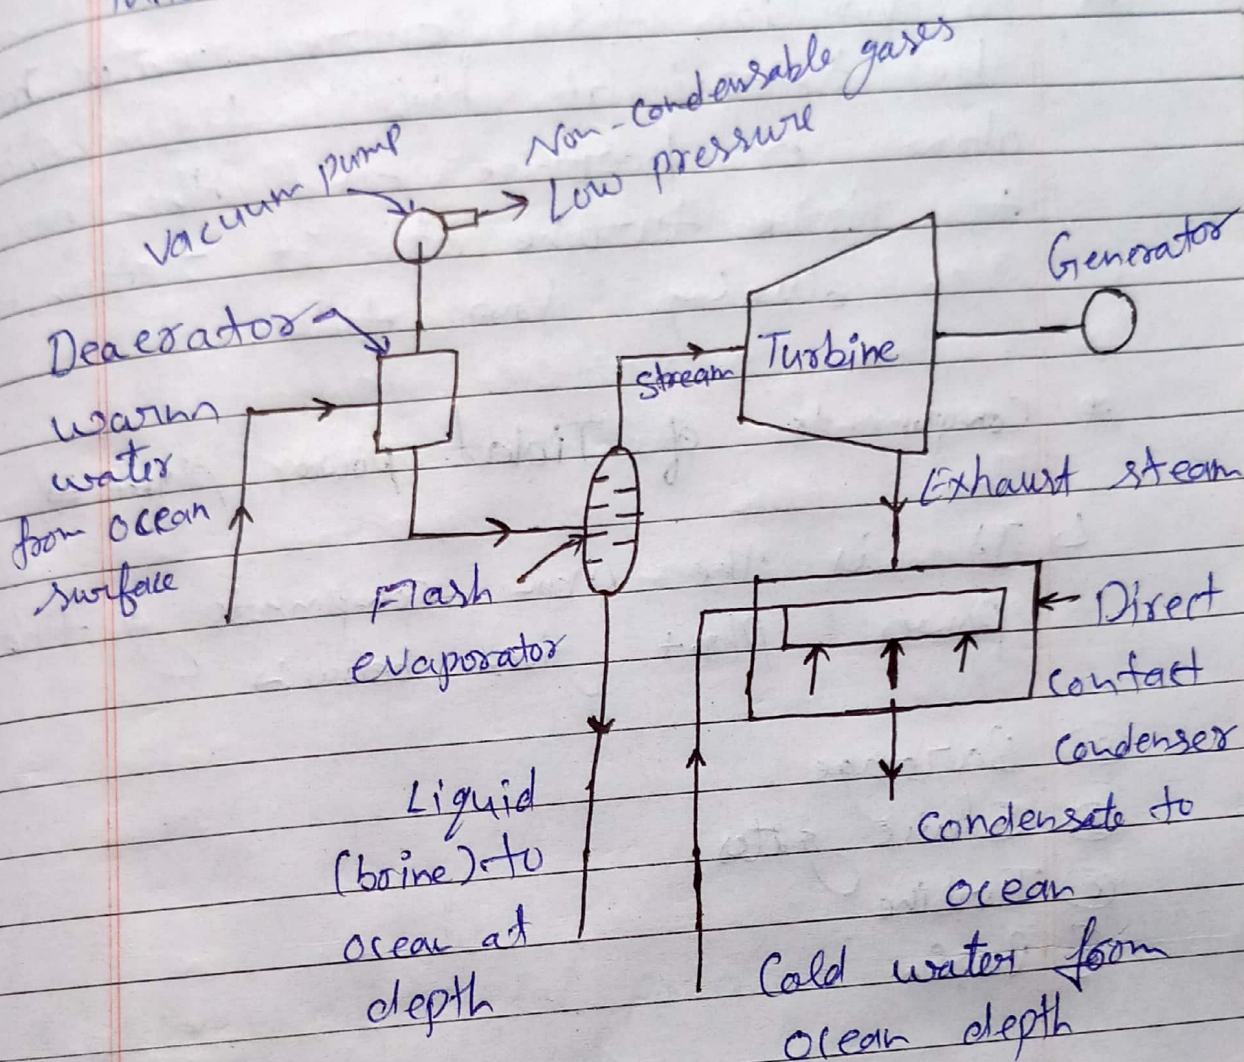 Non-condensable gases
Low pressure
Vacuum pump
Deaerator
Generator
Turbine
stream
warm
water
from ocean
surface
Exhaust steam
Flash
evaporator
Direct
contact
condenser
Liquid
(brine) to
ocean at
depth
condensate to
ocean
Cold water from
ocean depth